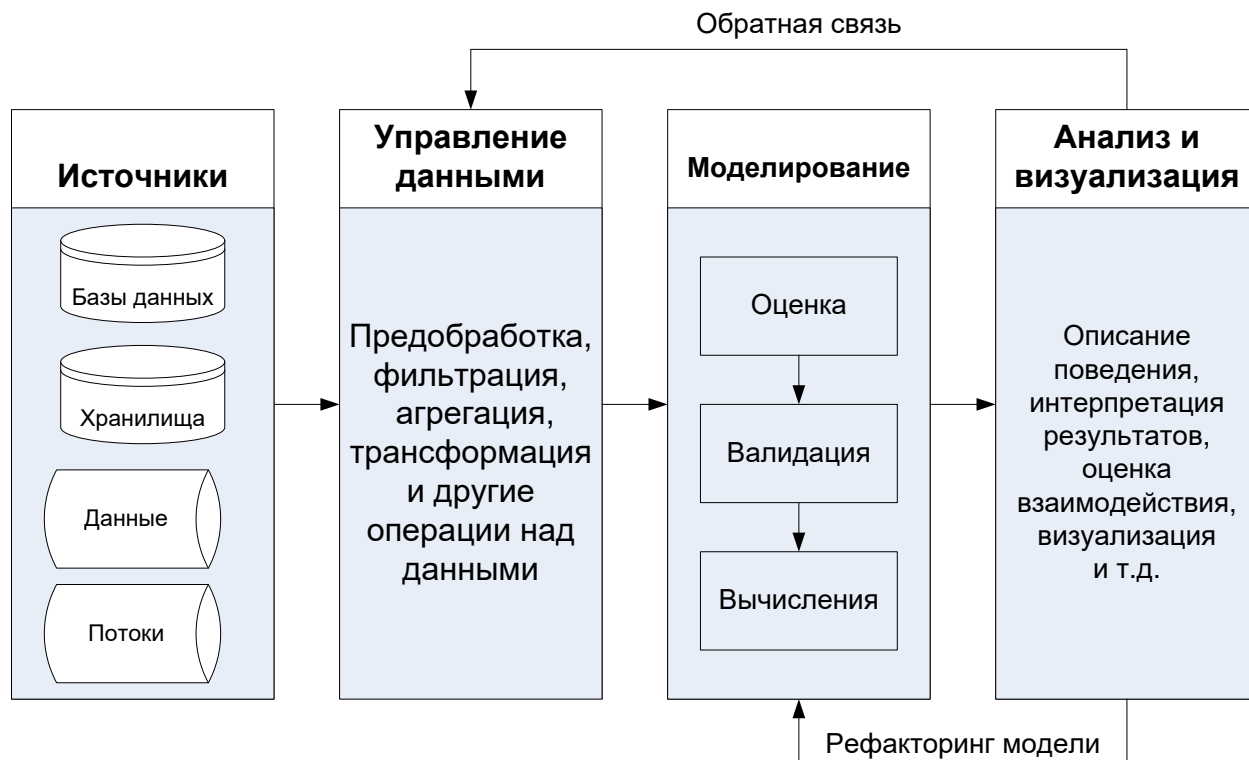 Обратная связь
Источники
Базы данных
Хранилища
Данные
Потоки
Управление
данными
Предобработка,
фильтрация,
агрегация,
трансформация
и другие
операции над
данными
Моделирование
Оценка
Валидация
Вычисления
Анализ и
визуализация
Описание
поведения,
интерпретация
результатов,
оценка
взаимодействия,
визуализация
и т.д.
Рефакторинг модели